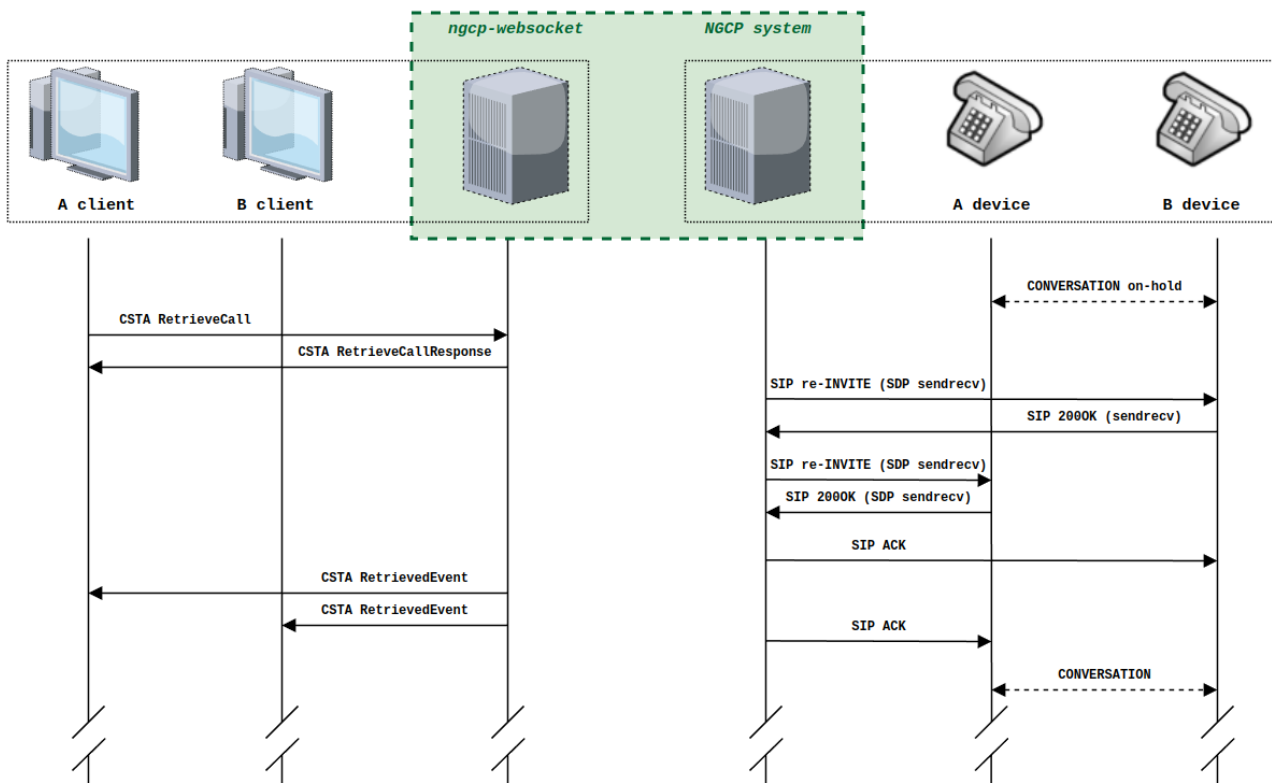 ngcp-websocket
NGCP system
A client
B client
A device
B device
CONVERSATION on-hold
CSTA RetrieveCall
CSTA RetrieveCallResponse
SIP re-INVITE (SDP sendrecv)
SIP 200OK (sendrecv)
SIP re-INVITE (SDP sendrecv)
SIP 200OK (SDP sendrecv)
SIP ACK
CSTA RetrievedEvent
CSTA RetrievedEvent
SIP ACK
CONVERSATION